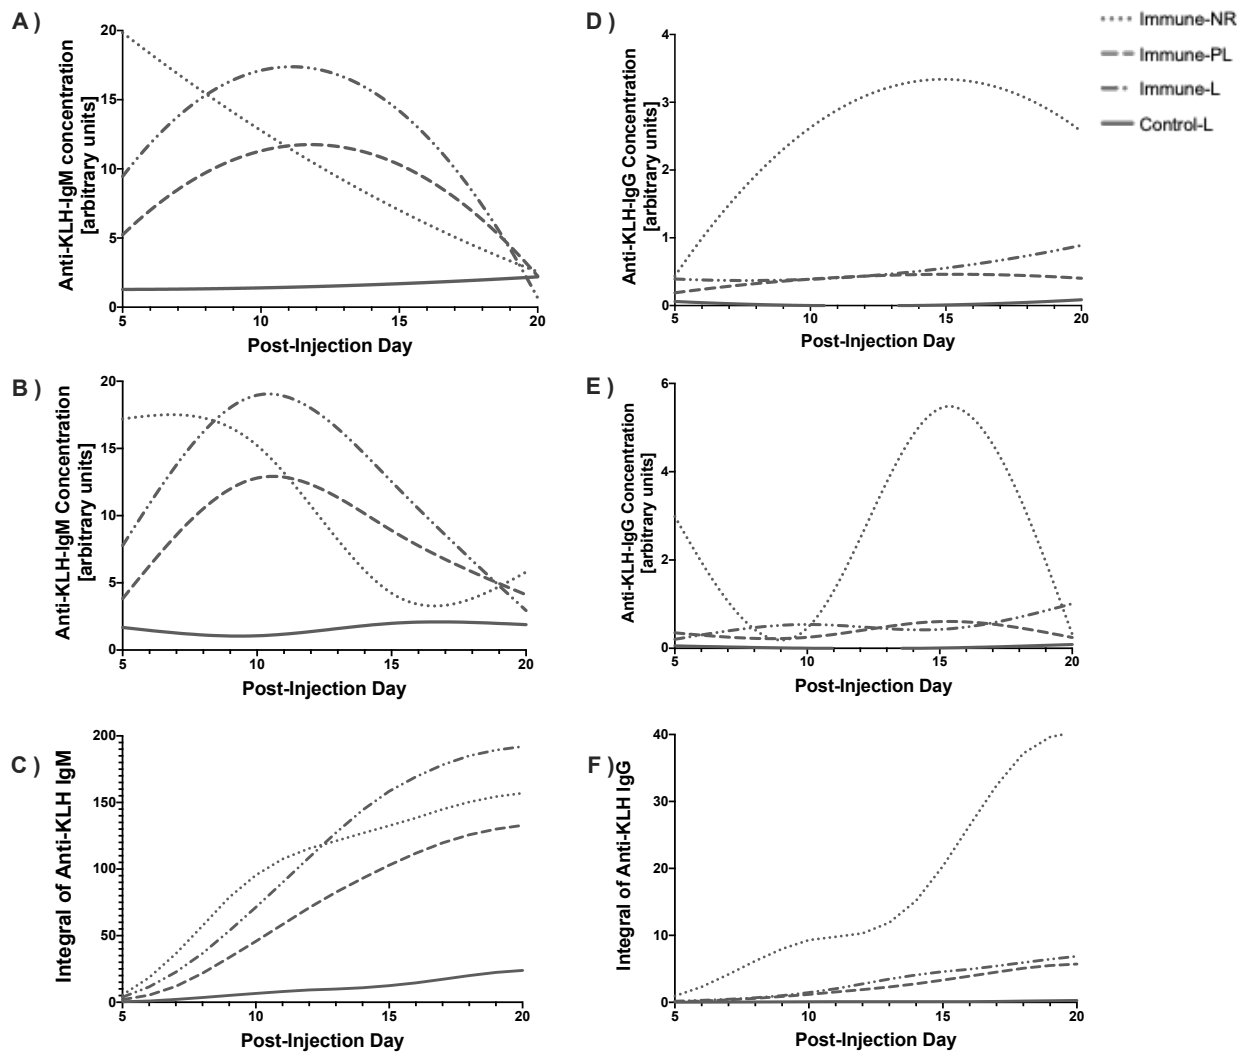 A )
Anti-KLH-IgM concentration
[arbitrary units]
20
15
10
5
0
5
10
15
20
Post-Injection Day
D )
Anti-KLH-IgG Concentration
[arbitrary units]
4
3
2
1
0
5
10
15
20
Post-Injection Day
Immune-NR
Immune-PL
Immune-L
Control-L
B )
Anti-KLH-IgM Concentration
[arbitrary units]
20
15
10
5
0
5
10
15
20
Post-Injection Day
E )
Anti-KLH-IgG Concentration
[arbitrary units]
6
4
2
0
5
10
15
20
Post-Injection Day
C )
Integral of Anti-KLH IgM
200
150
100
50
0
5
10
15
20
Post-Injection Day
F )
Integral of Anti-KLH IgG
40
30
20
10
0
5
10
15
20
Post-Injection Day